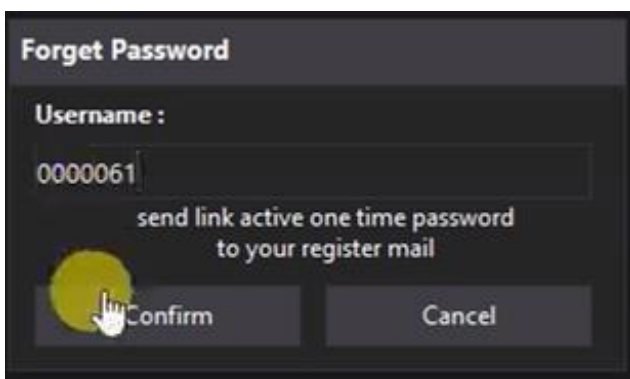 Forget Password
Username :
0000061
send link active one time password
to your register mail
Confirm
Cancel